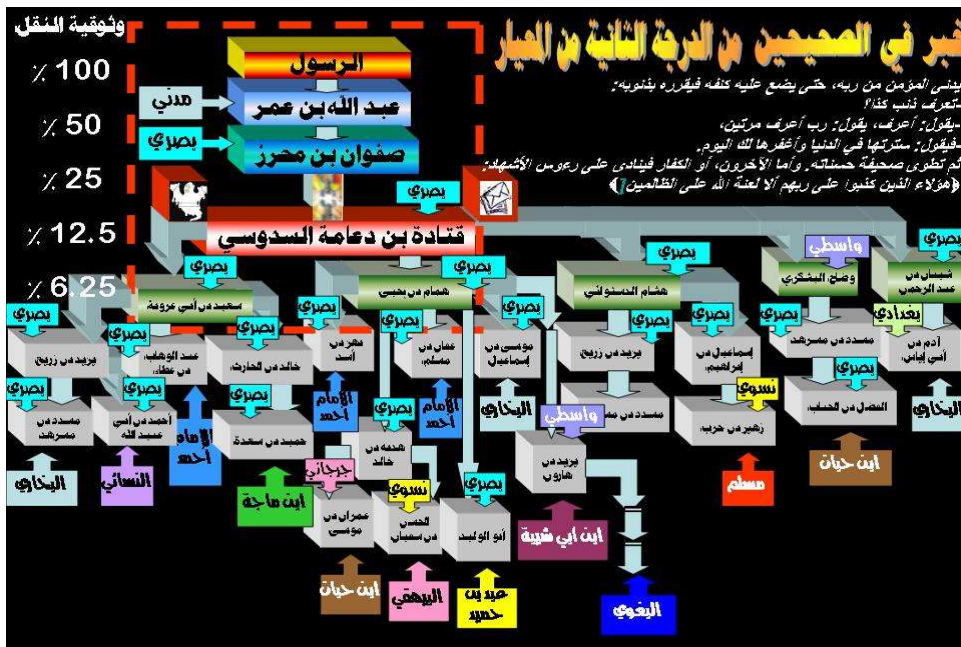 خبر في الصحيحين من الدرجة الثانية من المعيار
يدنى المؤمن من ربه، حتى يضع عليه كنفه فيقرره بذنوبه:
-تعرف ذنب كذا؟
-يقول: أعرف، يقول: رب أعرف مرتين،
-فيقول: سترتها في الدنيا وأغفرها لك اليوم.
ثم تطوى صحيفة حسناته. وأما الآخرون، أو الكفار فينادى على رءوس الأشهاد:
﴿هؤلاء الذين كذبوا على ربهم ألا لعنة الله على الظالمين﴾
وثوقية النقل
100 ٪
50 ٪
25 ٪
12.5 ٪
6.25 ٪
الرسول
مدني
عبد الله بن عمر
بصري
صفوان بن محرز
بصري
قتادة بن دعامة السدوسي
بصري
شيبان بن عبد الرحمن
واسطي
وضاح اليشكري
هشام الدستوائي
بصري
همام بن يحيى
بصري
سعيد بن أبي عروبة
بغدادي
آدم بن أبي إياس
بصري
مسدد بن مسرهد
بصري
إسماعيل بن إبراهيم
بصري
يزيد بن زريع
موسى بن إسماعيل
بصري
عفان بن مسلم
بصري
بهز بن أسد
بصري
خالد بن الحارث
بصري
عبد الوهاب بن عطاء
بصري
يزيد بن زريع
بصري
البخاري
بصري
الفضل بن الحباب
نسوي
زهير بن حرب
مسدد بن
واسطي
يزيد بن هارون
البخاري
الإمام أحمد
بصري
هدبة بن خالد
الإمام أحمد
بصري
حميد بن مسعدة
الإمام أحمد
بصري
أحمد بن أبي عبيد الله
بصري
مسدد بن مسرهد
ابن حبان
مسلم
ابن أبي شيبة
بصري
أبو الوليد
نسوي
الحسن بن سفيان
جرجاني
عمران بن موسى
ابن ماجة
النسائي
البخاري
البغوي
عبد بن حميد
البيهقي
ابن حبان